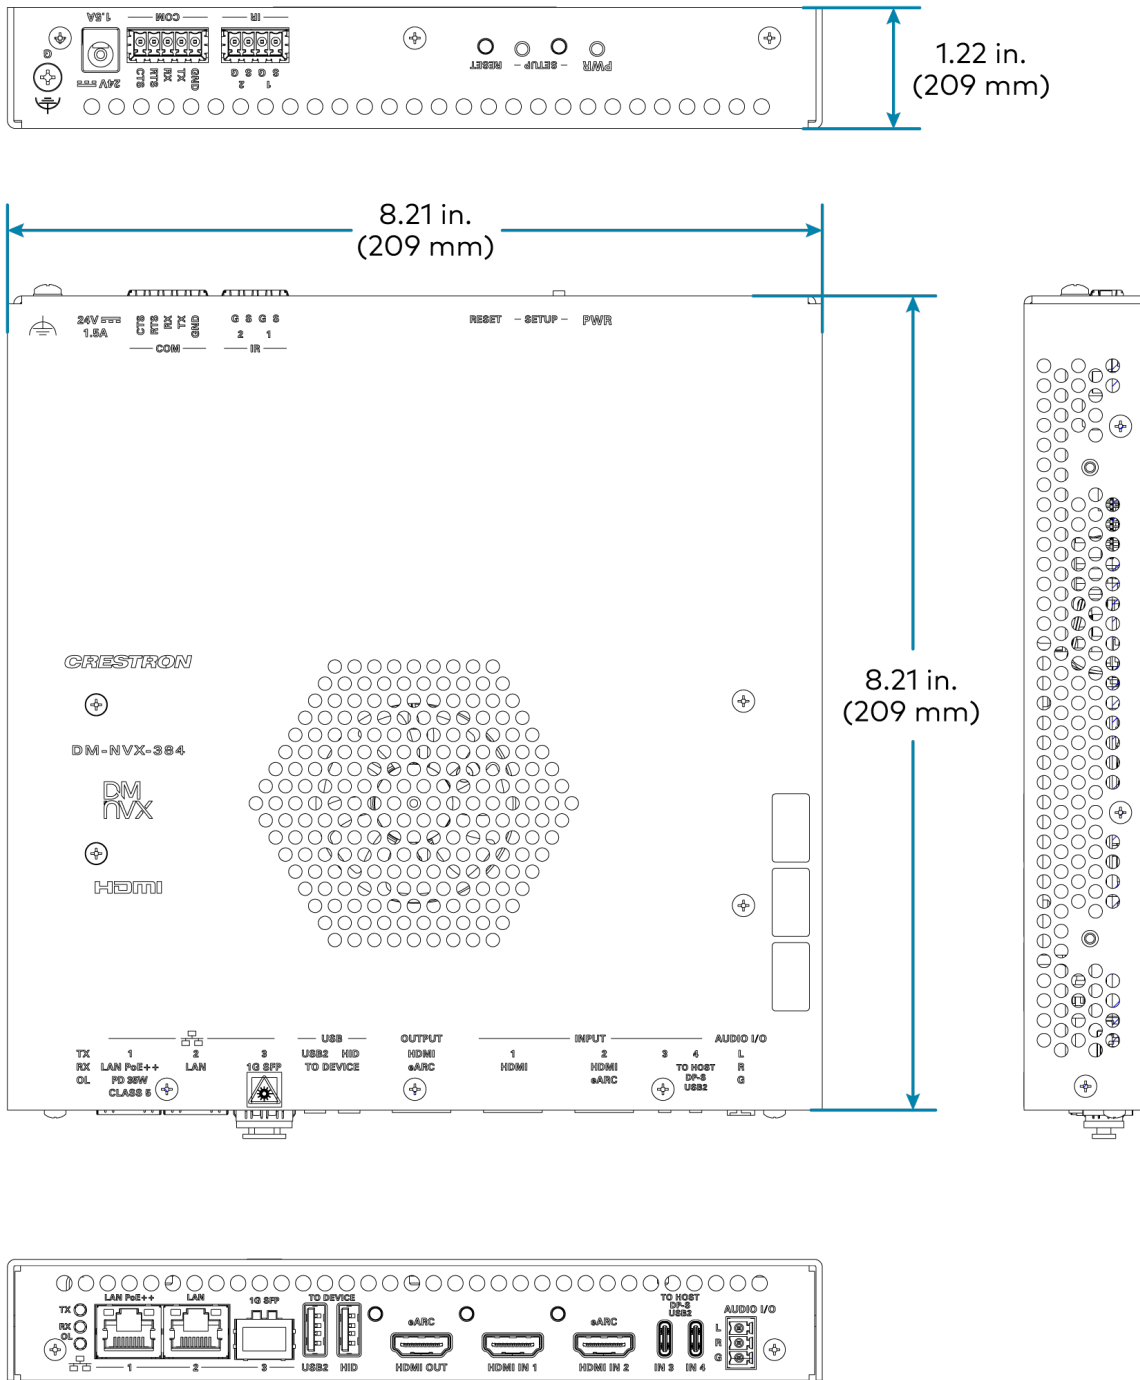 1.5A
COM
IR
G
24V
CTS
RTS
RX
TX
GND
G S G S
2 1
RESET
- SETUP -
PWR
1.22 in.
(209 mm)
8.21 in.
(209 mm)
24V
1.5A
CTS
RTS
RX
TX
GND
COM
G S G S
2 1
IR
RESET - SETUP - PWR
CRESTRON
DM-NVX-384
DM
NVX
HDMI
8.21 in.
(209 mm)
USB OUTPUT INPUT AUDIO I/O
TX 1 2 3 USB2 HID HDMI 1 2 3 4 L
RX LAN PoE++ LAN 1G SFP TO DEVICE eARC HDMI HDMI TO HOST R
OL PD 35W eARC DP-S G
CLASS 5 USB2
LAN PoE++ LAN 1G SFP TO DEVICE TO HOST
DP-S
USB2
AUDIO I/O
TX
RX
OL
eARC eARC
L
R
G
1 2 3 USB2 HID HDMI OUT HDMI IN 1 HDMI IN 2 IN 3 IN 4